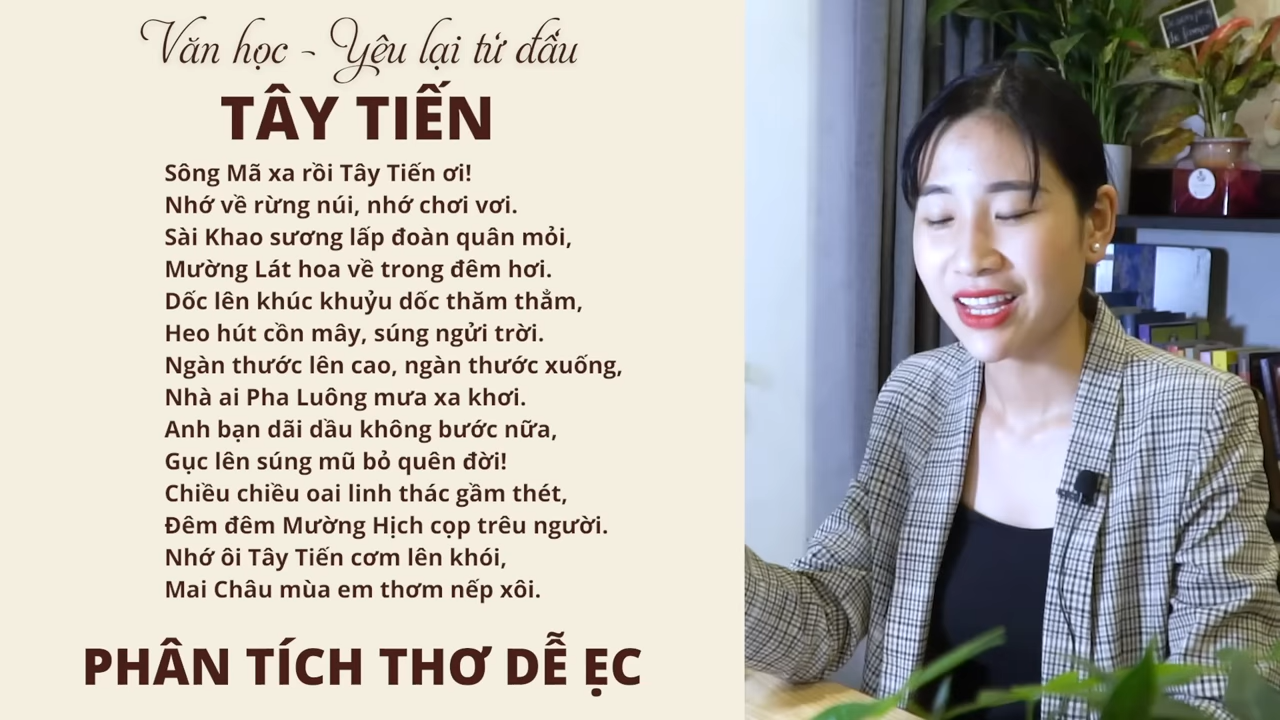 Văn học - Yêu lại từ đầu
TÂY TIẾN
Sông Mã xa rồi Tây Tiến ơi!
Nhớ về rừng núi, nhớ chơi vơi.
Sài Khao sương lấp đoàn quân mỏi,
Mường Lát hoa về trong đêm hơi.
Dốc lên khúc khuỷu dốc thăm thẳm,
Heo hút cồn mây, súng ngửi trời.
Ngàn thước lên cao, ngàn thước xuống,
Nhà ai Pha Luông mưa xa khơi.
Anh bạn dãi dầu không bước nữa,
Gục lên súng mũ bỏ quên đời!
Chiều chiều oai linh thác gầm thét,
Đêm đêm Mường Hịch cọp trêu người.
Nhớ ôi Tây Tiến cơm lên khói,
Mai Châu mùa em thơm nếp xôi.
PHÂN TÍCH THƠ DỄ ẸC